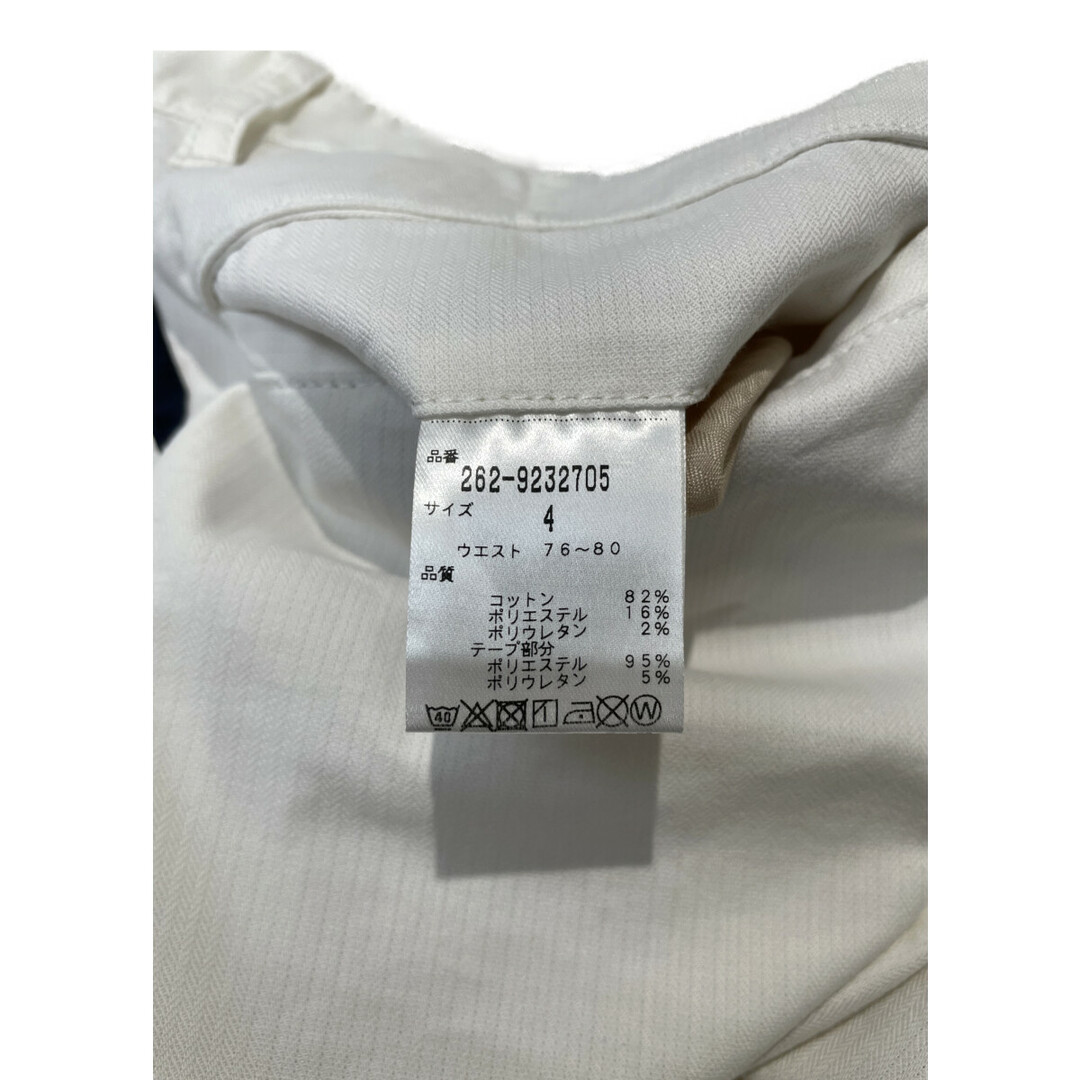 品番
262-9232705
サイズ
4
ウエスト 76～80
品質
コットン 82%
ポリエステル 16%
ポリウレタン 2%
テープ部分
ポリエステル 95%
ポリウレタン 5%
40 W